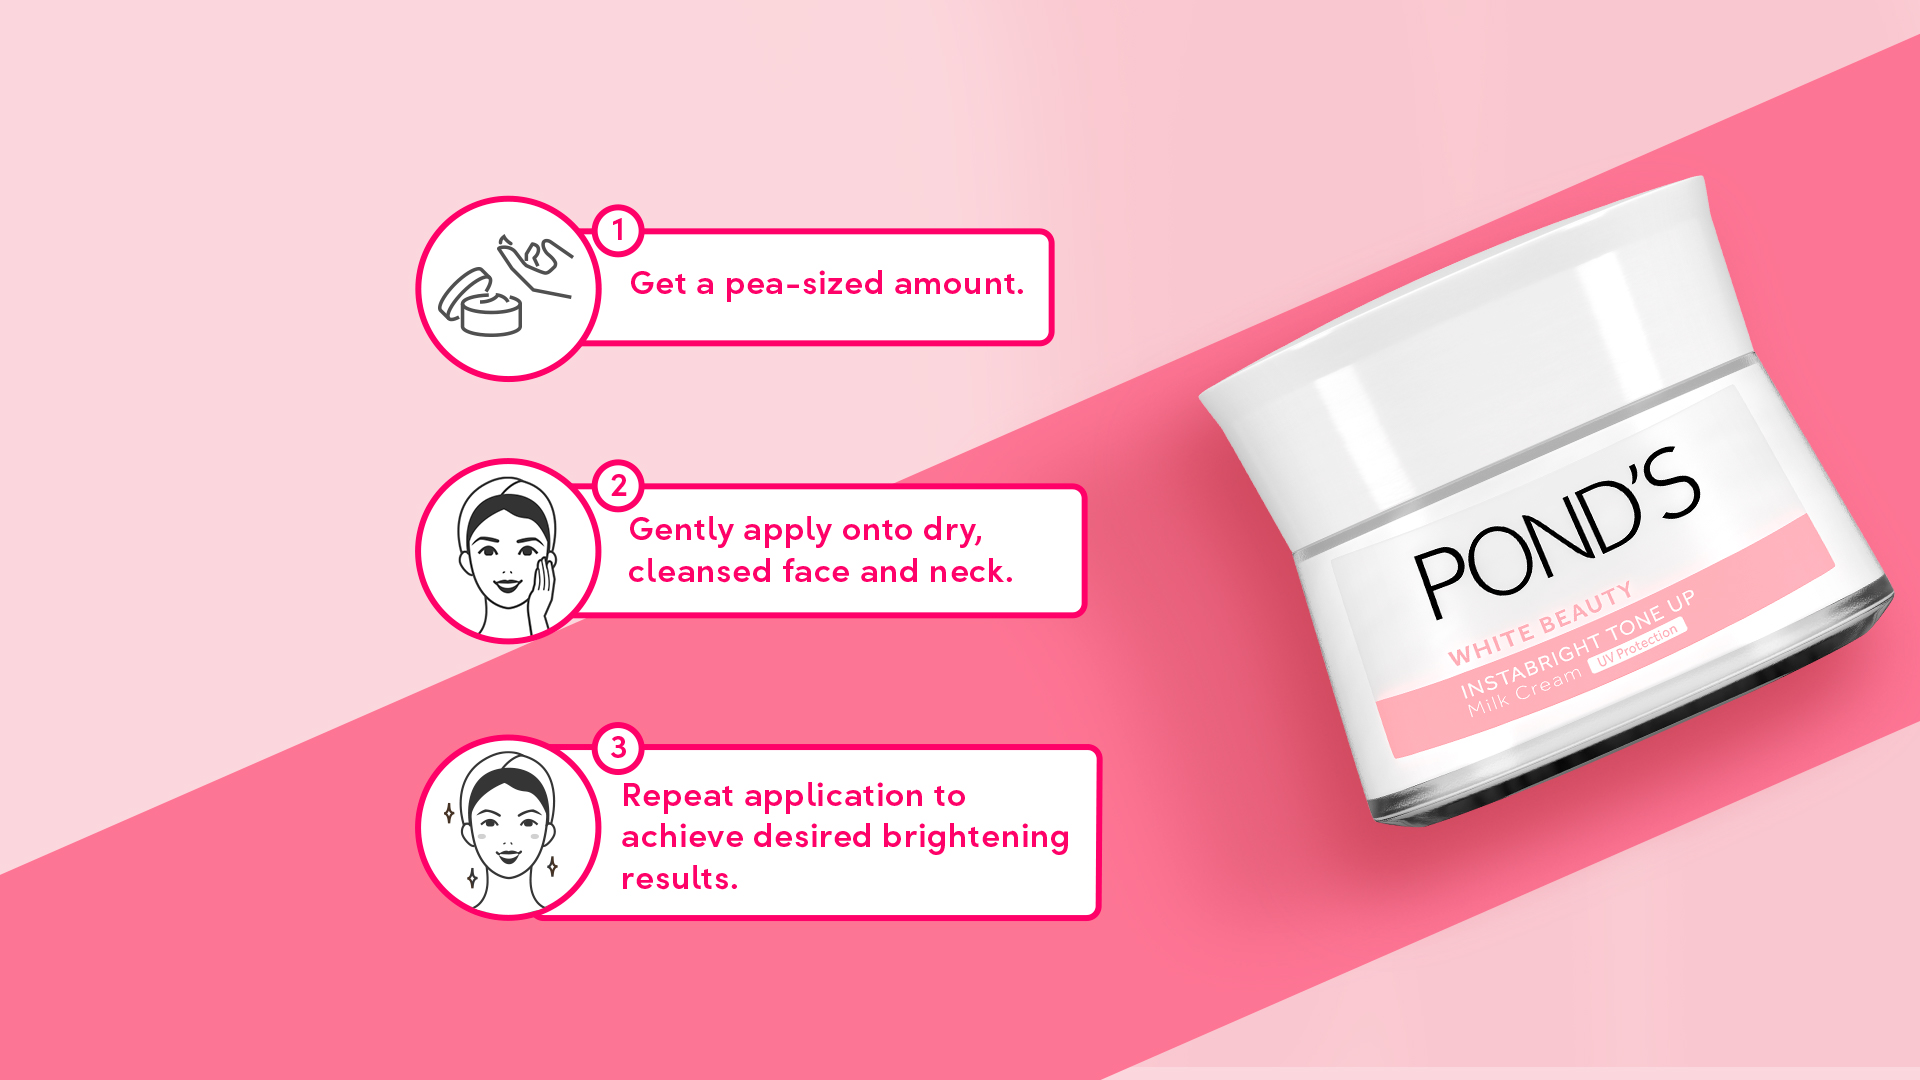 1
Get a pea-sized amount.
2
Gently apply onto dry,
cleansed face and neck.
3
Repeat application to
achieve desired brightening
results.
POND'S
WHITE BEAUTY
INSTABRIGHT TONE UP
Milk Cream UV Protection